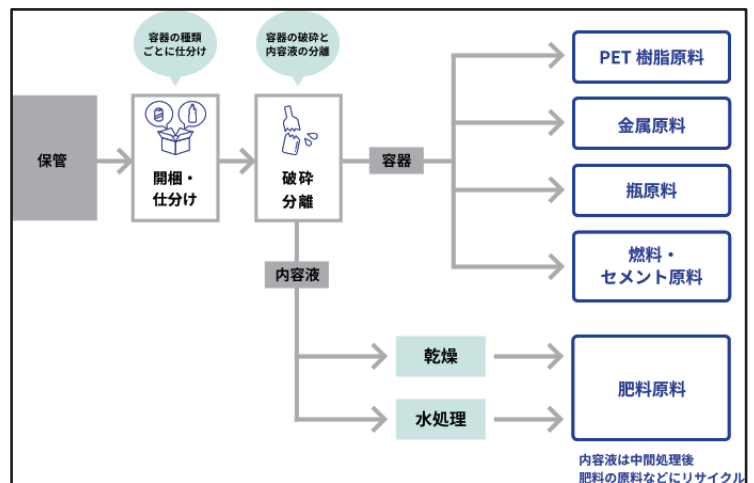 容器の種類
ごとに仕分け
容器の破砕と
内容液の分離
保管
開梱・
仕分け
破砕
分離
容器
PET 樹脂原料
金属原料
瓶原料
燃料・
セメント原料
内容液
乾燥
水処理
肥料原料
内容液は中間処理後
肥料の原料などにリサイクル